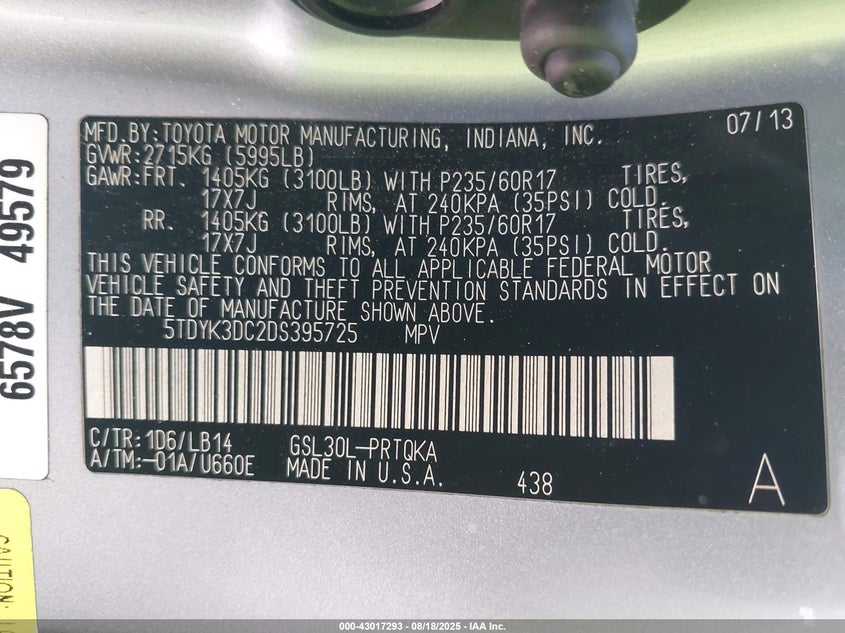 MFD.BY:TOYOTA MOTOR MANUFACTURING, INDIANA, INC. 07/13
GVWR:2715KG (5995LB)
GAWR:FRT. 1405KG (3100LB) WITH P235/60R17 TIRES,
17X7J RIMS, AT 240KPA (35PSI) COLD.
RR. 1405KG (3100LB) WITH P235/60R17 TIRES,
17X7J RIMS, AT 240KPA (35PSI) COLD.
THIS VEHICLE CONFORMS TO ALL APPLICABLE FEDERAL MOTOR
VEHICLE SAFETY AND THEFT PREVENTION STANDARDS IN EFFECT ON
THE DATE OF MANUFACTURE SHOWN ABOVE.
5TDYK3DC2DS395725 MPV
C/TR:1D6/LB14 GSL30L-PRTQKA
A/TM:-01A/U660E MADE IN U.S.A. 438 A
6578V 49579
CAUTION:
000-43017293 - 08/18/2025 - IAA Inc.